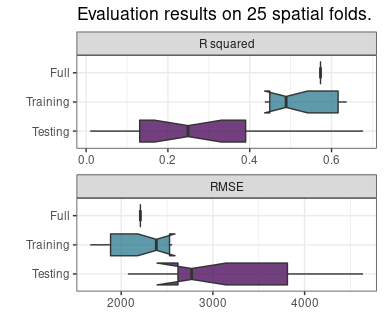 Evaluation results on 25 spatial folds.
R squared
Full
Training
Testing
0.0 0.2 0.4 0.6
RMSE
Full
Training
Testing
2000 3000 4000